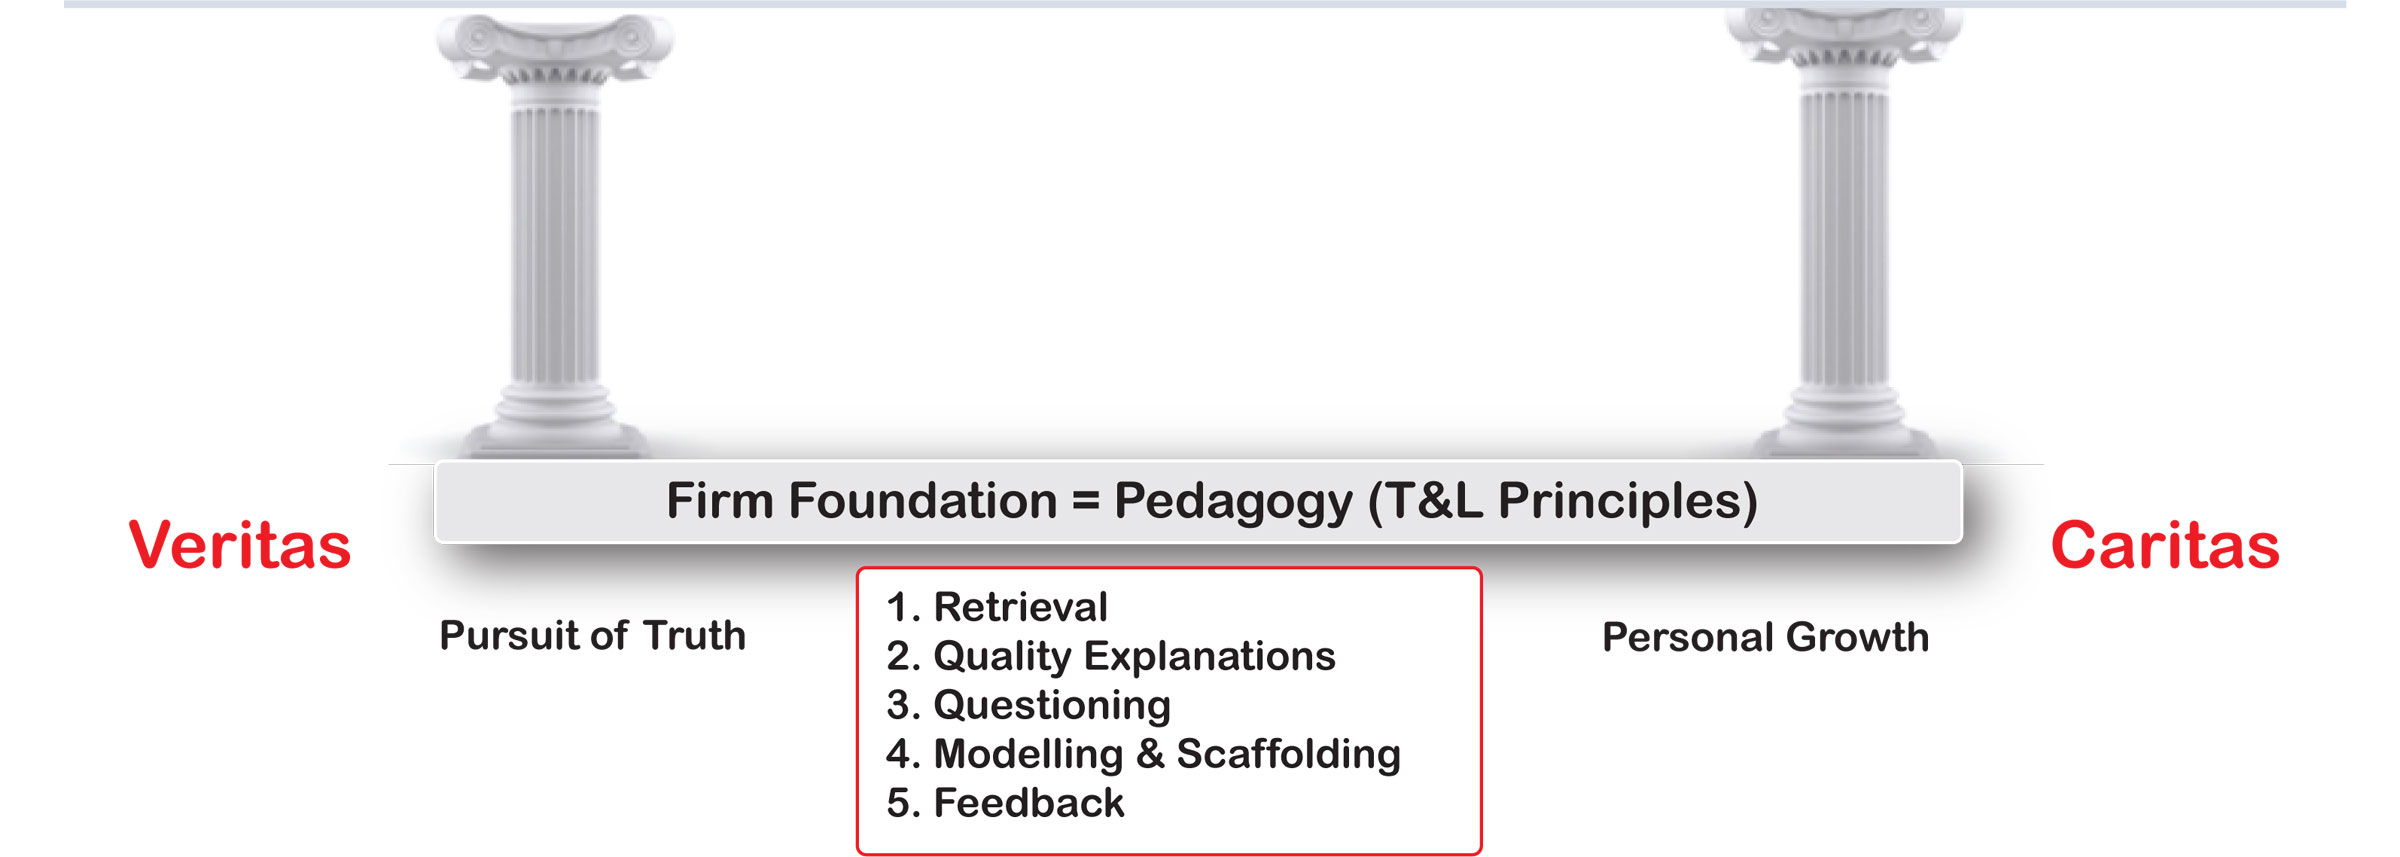 Firm Foundation = Pedagogy (T&L Principles)
Veritas
Caritas
Pursuit of Truth
Personal Growth
1. Retrieval
2. Quality Explanations
3. Questioning
4. Modelling & Scaffolding
5. Feedback